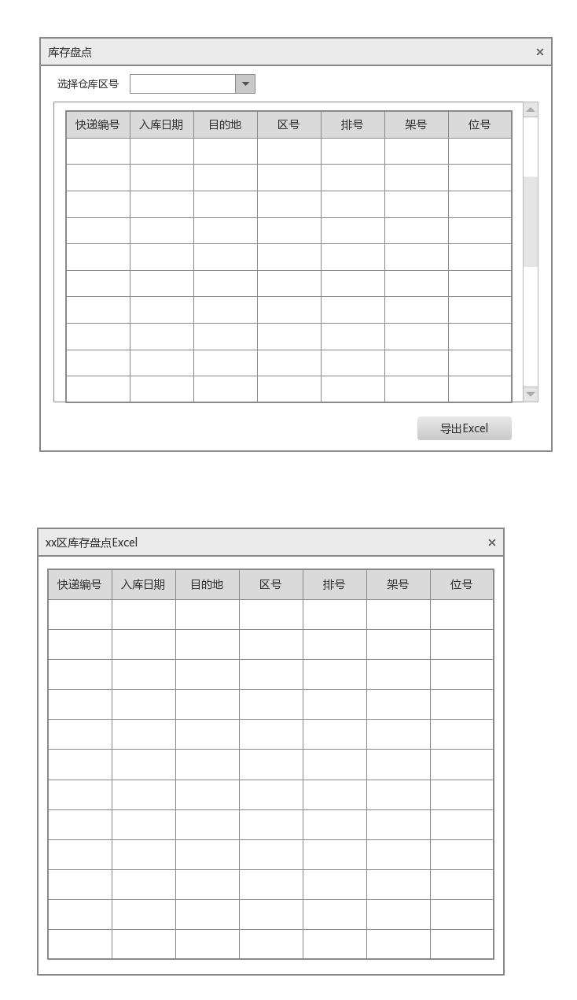 库存盘点
选择仓库区号
快递编号 入库日期 目的地 区号 排号 架号 位号
导出Excel
xx区库存盘点Excel
快递编号 入库日期 目的地 区号 排号 架号 位号